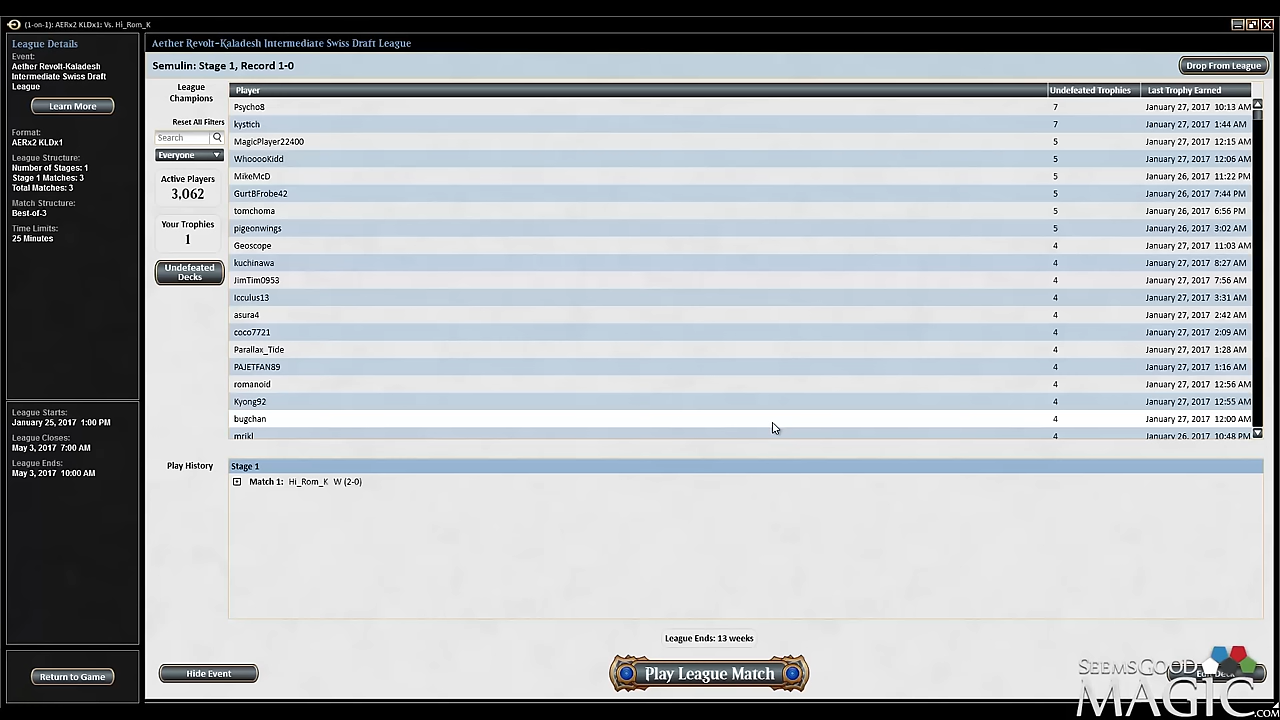 (1-on-1): AERx2 KLDx1: Vs. Hi_Rom_K
League Details
Event:
Aether Revolt-Kaladesh
Intermediate Swiss Draft
League
Learn More
Format:
AERx2 KLDx1
League Structure:
Number of Stages: 1
Stage 1 Matches: 3
Total Matches: 3
Match Structure:
Best-of-3
Time Limits:
25 Minutes
League Starts:
January 25, 2017 1:00 PM
League Closes:
May 3, 2017 7:00 AM
League Ends:
May 3, 2017 10:00 AM
Return to Game
Aether Revolt-Kaladesh Intermediate Swiss Draft League
Semulin: Stage 1, Record 1-0
Drop From League
League
Champions
Reset All Filters
Search
Everyone
Active Players
3,062
Your Trophies
1
Undefeated
Decks
Player Undefeated Trophies Last Trophy Earned
Psycho8 7 January 27, 2017 10:13 AM
kystich 7 January 27, 2017 1:44 AM
MagicPlayer22400 5 January 27, 2017 12:15 AM
WhooooKidd 5 January 27, 2017 12:06 AM
MikeMcD 5 January 26, 2017 11:22 PM
GurtBFrobe42 5 January 26, 2017 7:44 PM
tomchoma 5 January 26, 2017 6:56 PM
pigeonwings 5 January 26, 2017 3:02 AM
Geoscope 4 January 27, 2017 11:03 AM
kuchinawa 4 January 27, 2017 8:27 AM
JimTim0953 4 January 27, 2017 7:56 AM
Icculus13 4 January 27, 2017 3:31 AM
asura4 4 January 27, 2017 2:42 AM
coco7721 4 January 27, 2017 2:09 AM
Parallax_Tide 4 January 27, 2017 1:28 AM
PAJETFAN89 4 January 27, 2017 1:16 AM
romanoid 4 January 27, 2017 12:56 AM
Kyong92 4 January 27, 2017 12:55 AM
bugchan 4 January 27, 2017 12:00 AM
mrikl 4 January 26, 2017 10:48 PM
Play History
Stage 1
Match 1: Hi_Rom_K W (2-0)
League Ends: 13 weeks
Hide Event
Play League Match
SEEMSGOOD
MAGIC.COM